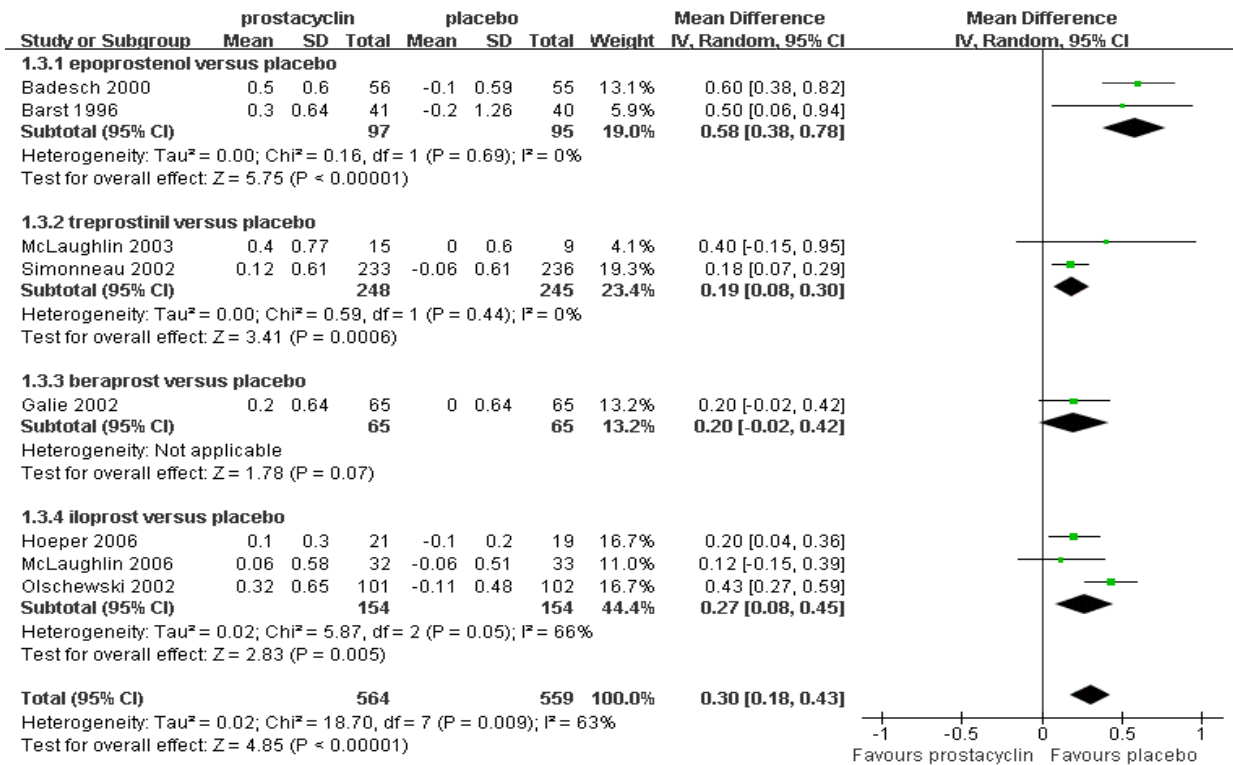 prostacyclin placebo Mean Difference Mean Difference
Study or Subgroup Mean SD Total Mean SD Total Weight IV, Random, 95% CI IV, Random, 95% CI
1.3.1 epoprostenol versus placebo
Badesch 2000 0.5 0.6 56 -0.1 0.59 55 13.1% 0.60 [0.38, 0.82]
Barst 1996 0.3 0.64 41 -0.2 1.26 40 5.9% 0.50 [0.06, 0.94]
Subtotal (95% CI) 97 95 19.0% 0.58 [0.38, 0.78]
Heterogeneity: Tau² = 0.00; Chi² = 0.16, df = 1 (P = 0.69); I² = 0%
Test for overall effect: Z = 5.75 (P < 0.00001)
1.3.2 treprostinil versus placebo
McLaughlin 2003 0.4 0.77 15 0 0.6 9 4.1% 0.40 [-0.15, 0.95]
Simonneau 2002 0.12 0.61 233 -0.06 0.61 236 19.3% 0.18 [0.07, 0.29]
Subtotal (95% CI) 248 245 23.4% 0.19 [0.08, 0.30]
Heterogeneity: Tau² = 0.00; Chi² = 0.59, df = 1 (P = 0.44); I² = 0%
Test for overall effect: Z = 3.41 (P = 0.0006)
1.3.3 beraprost versus placebo
Galie 2002 0.2 0.64 65 0 0.64 65 13.2% 0.20 [-0.02, 0.42]
Subtotal (95% CI) 65 65 13.2% 0.20 [-0.02, 0.42]
Heterogeneity: Not applicable
Test for overall effect: Z = 1.78 (P = 0.07)
1.3.4 iloprost versus placebo
Hoeper 2006 0.1 0.3 21 -0.1 0.2 19 16.7% 0.20 [0.04, 0.36]
McLaughlin 2006 0.06 0.58 32 -0.06 0.51 33 11.0% 0.12 [-0.15, 0.39]
Olschewski 2002 0.32 0.65 101 -0.11 0.48 102 16.7% 0.43 [0.27, 0.59]
Subtotal (95% CI) 154 154 44.4% 0.27 [0.08, 0.45]
Heterogeneity: Tau² = 0.02; Chi² = 5.87, df = 2 (P = 0.05); I² = 66%
Test for overall effect: Z = 2.83 (P = 0.005)
Total (95% CI) 564 559 100.0% 0.30 [0.18, 0.43]
Heterogeneity: Tau² = 0.02; Chi² = 18.70, df = 7 (P = 0.009); I² = 63%
Test for overall effect: Z = 4.85 (P < 0.00001)
-1 -0.5 0 0.5 1
Favours prostacyclin Favours placebo